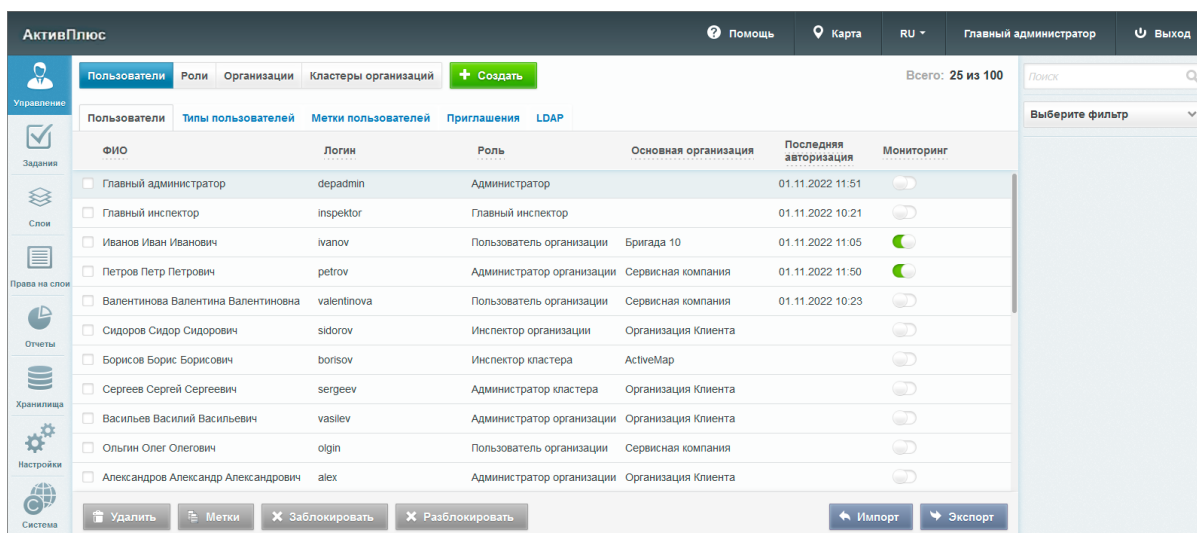 АктивПлюс
Помощь
Карта
RU
Главный администратор
Выход
Управление
Задания
Слои
Права на слои
Отчеты
Хранилища
Настройки
Система
Пользователи Роли Организации Кластеры организаций + Создать Всего: 25 из 100
Поиск
Выберите фильтр
Пользователи Типы пользователей Метки пользователей Приглашения LDAP
ФИО Логин Роль Основная организация Последняя авторизация Мониторинг
Главный администратор depadmin Администратор 01.11.2022 11:51
Главный инспектор inspektor Главный инспектор 01.11.2022 10:21
Иванов Иван Иванович ivanov Пользователь организации Бригада 10 01.11.2022 11:05
Петров Петр Петрович petrov Администратор организации Сервисная компания 01.11.2022 11:50
Валентинова Валентина Валентиновна valentinova Пользователь организации Сервисная компания 01.11.2022 10:23
Сидоров Сидор Сидорович sidorov Инспектор организации Организация Клиента
Борисов Борис Борисович borisov Инспектор кластера ActiveMap
Сергеев Сергей Сергеевич sergeev Администратор кластера Организация Клиента
Васильев Василий Васильевич vasilev Администратор организации Организация Клиента
Ольгин Олег Олегович olgin Пользователь организации Сервисная компания
Александров Александр Александрович alex Администратор организации Организация Клиента
Удалить Метки Заблокировать Разблокировать Импорт Экспорт